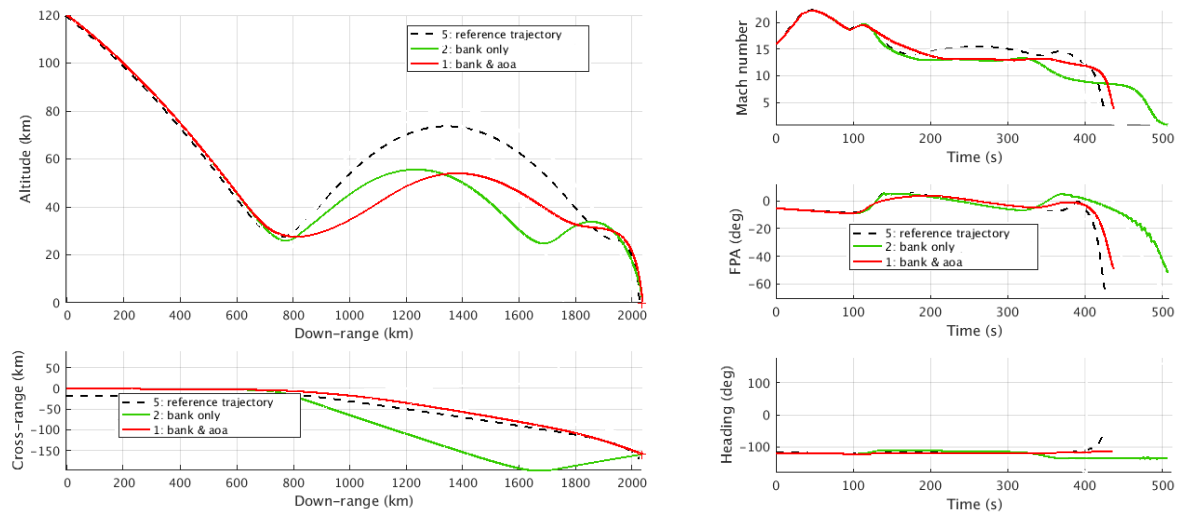 120
100
80
60
40
20
0
Altitude (km)
5: reference trajectory
2: bank only
1: bank & aoa
0 200 400 600 800 1000 1200 1400 1600 1800 2000
Down-range (km)
50
0
-50
-100
-150
Cross-range (km)
5: reference trajectory
2: bank only
1: bank & aoa
0 200 400 600 800 1000 1200 1400 1600 1800 2000
Down-range (km)
20
15
10
5
Mach number
0 100 200 300 400 500
Time (s)
0
-20
-40
-60
FPA (deg)
5: reference trajectory
2: bank only
1: bank & aoa
0 100 200 300 400 500
Time (s)
100
0
-100
Heading (deg)
0 100 200 300 400 500
Time (s)